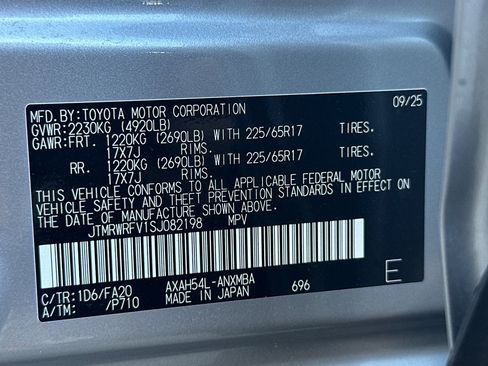 MFD.BY:TOYOTA MOTOR CORPORATION 09/25
GVWR:2230KG (4920LB)
GAWR:FRT. 1220KG (2690LB) WITH 225/65R17 TIRES.
17X7J RIMS.
RR. 1220KG (2690LB) WITH 225/65R17 TIRES.
17X7J RIMS.
THIS VEHICLE CONFORMS TO ALL APPLICABLE FEDERAL MOTOR
VEHICLE SAFETY AND THEFT PREVENTION STANDARDS IN EFFECT
ON THE DATE OF MANUFACTURE SHOWN ABOVE.
JTMRWRFV1SJ082198 MPV
C/TR:1D6/FA20 AXAH54L-ANXMBA
A/TM: /P710 MADE IN JAPAN 696
E